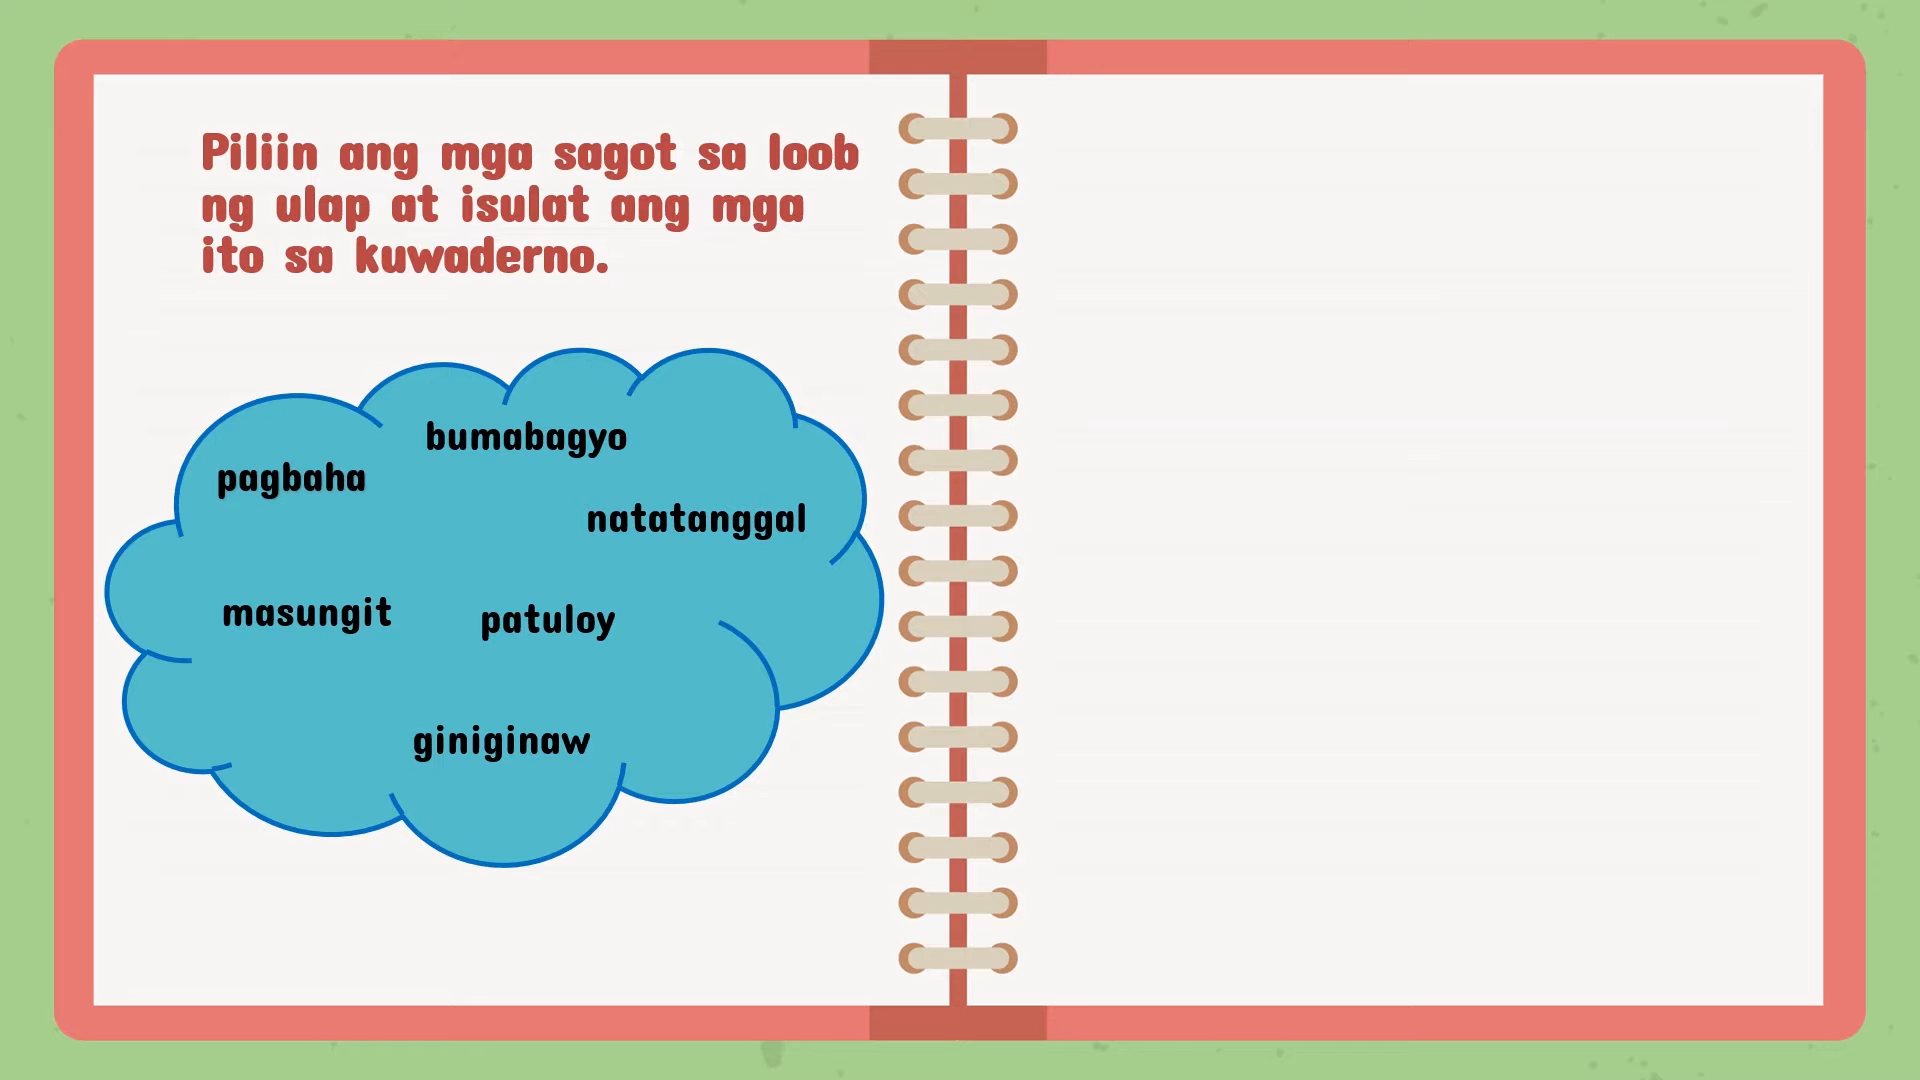 Piliin ang mga sagot sa loob
ng ulap at isulat ang mga
ito sa kuwaderno.
bumabagyo
pagbaha
natatanggal
masungit
patuloy
giniginaw